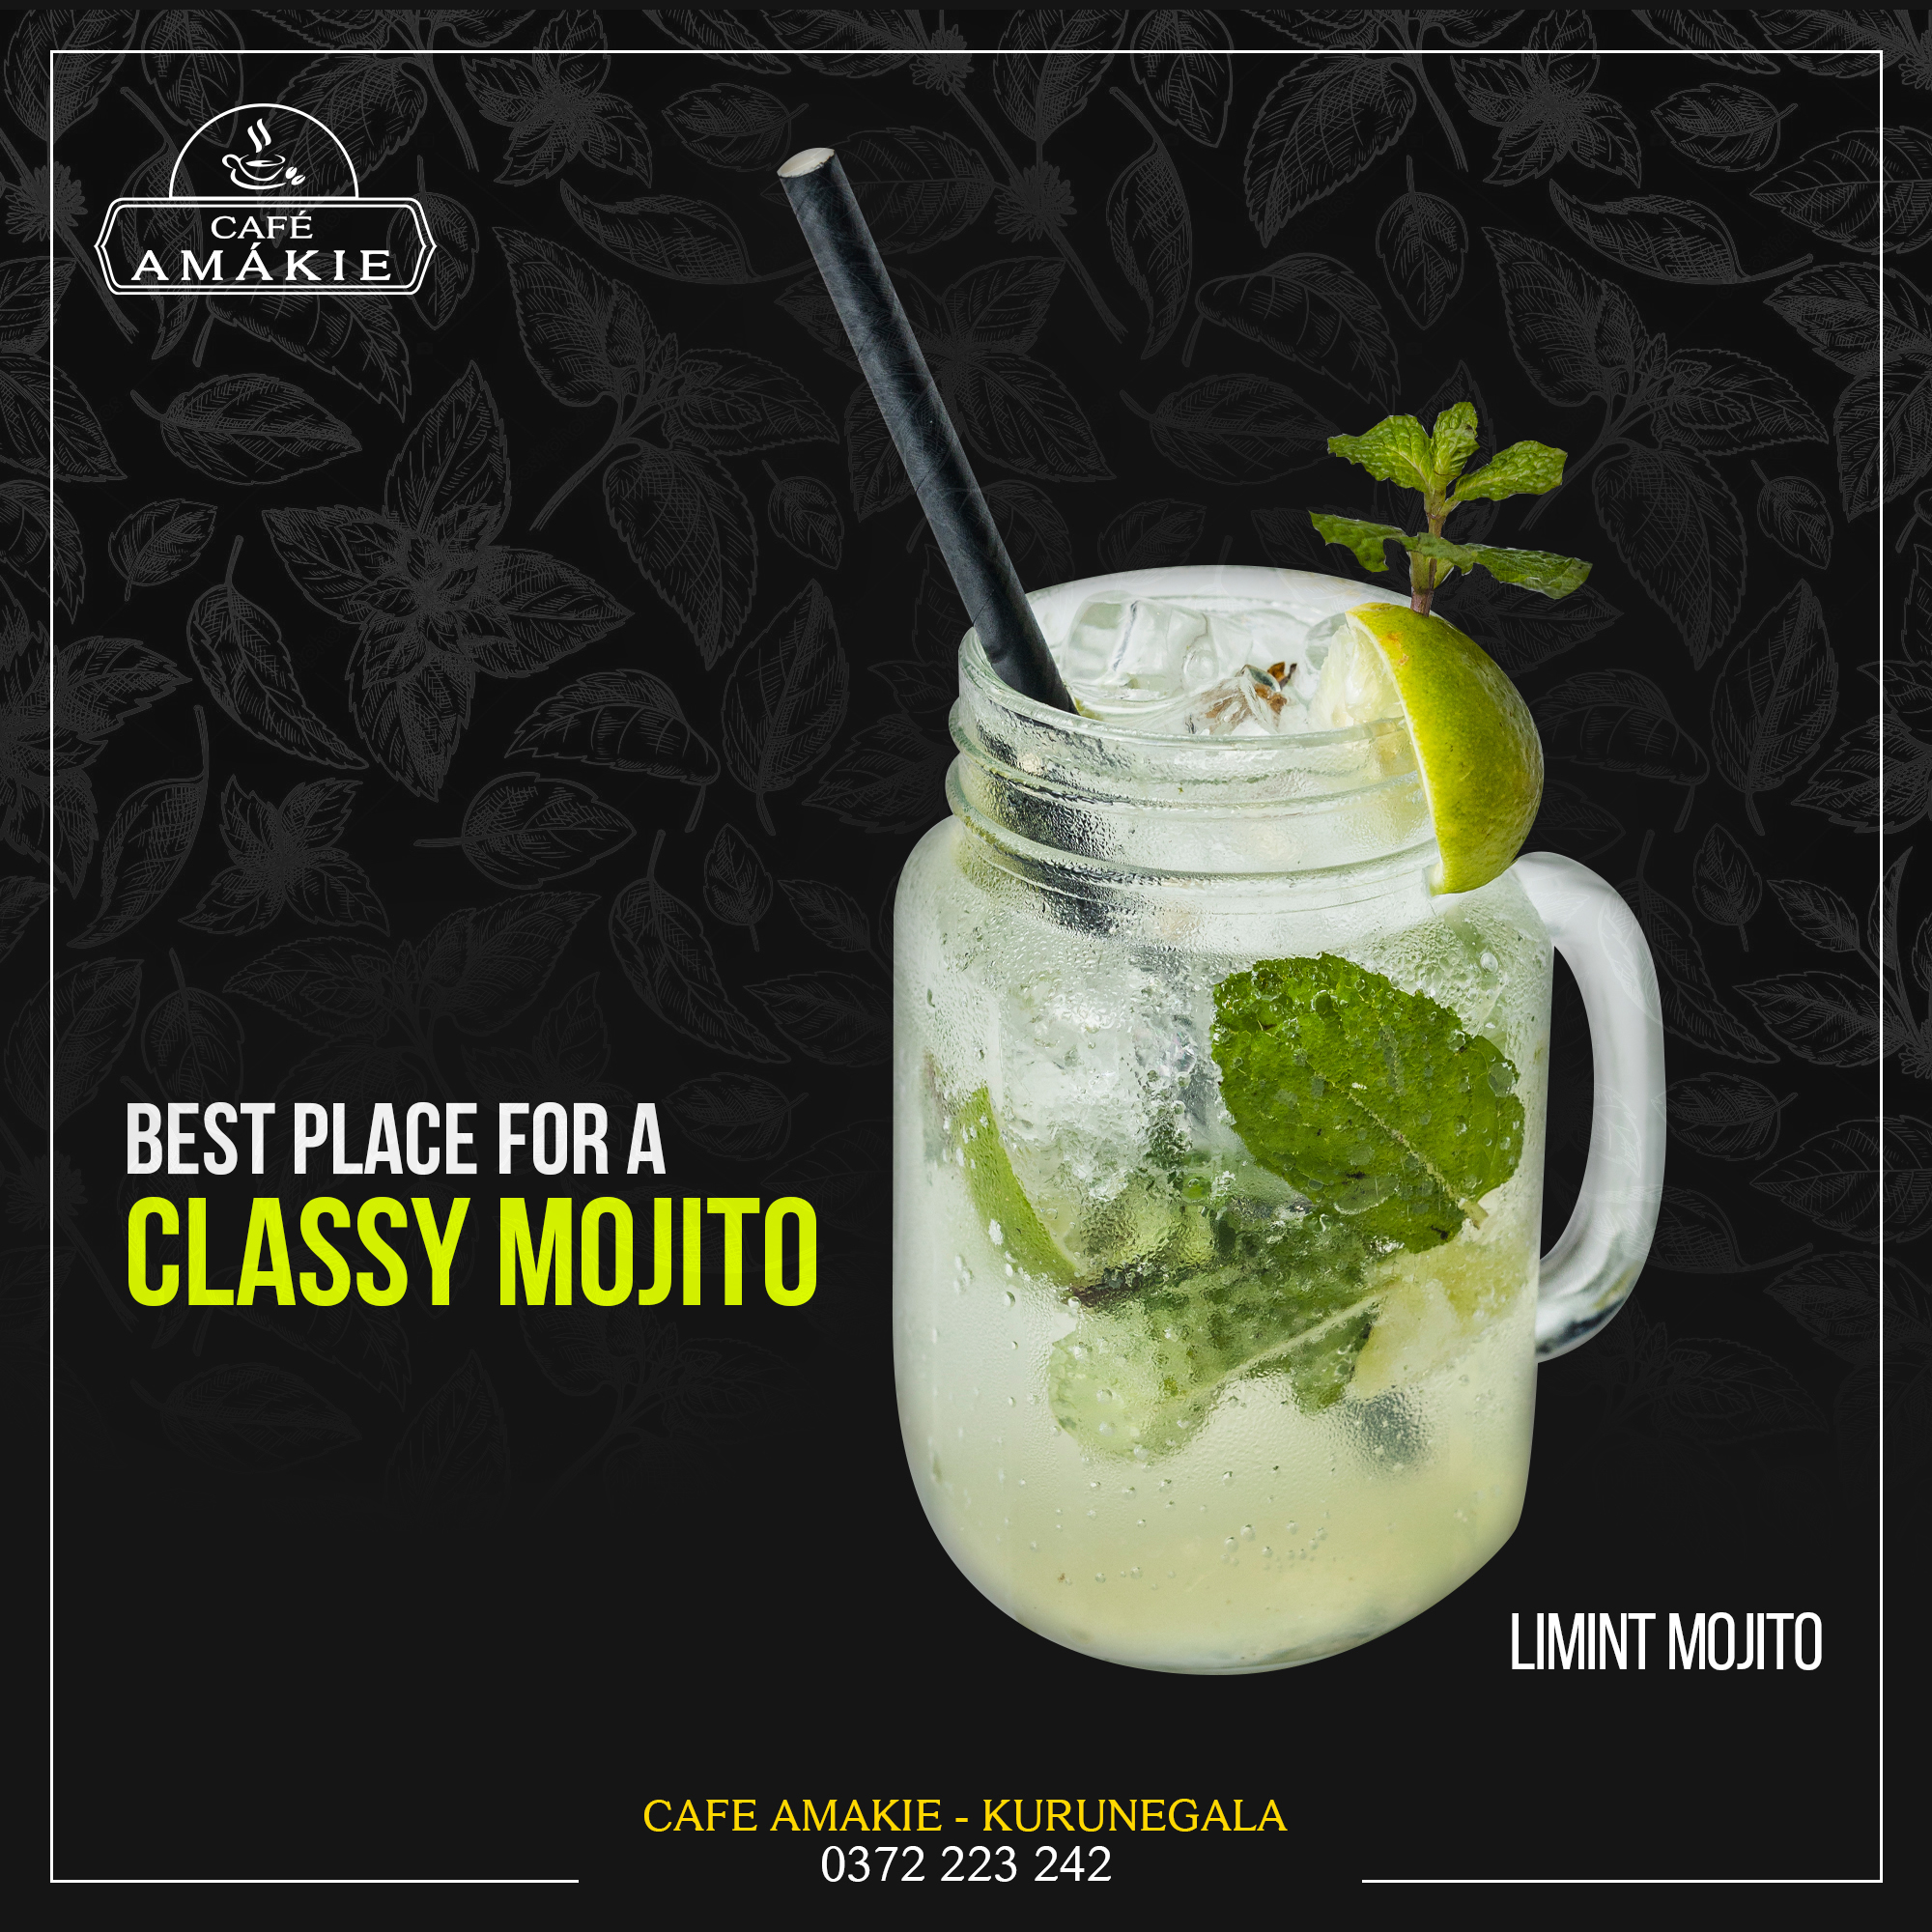 CAFÉ
AMÁKIE
BEST PLACE FOR A
CLASSY MOJITO
LIMINT MOJITO
CAFE AMAKIE - KURUNEGALA
0372 223 242